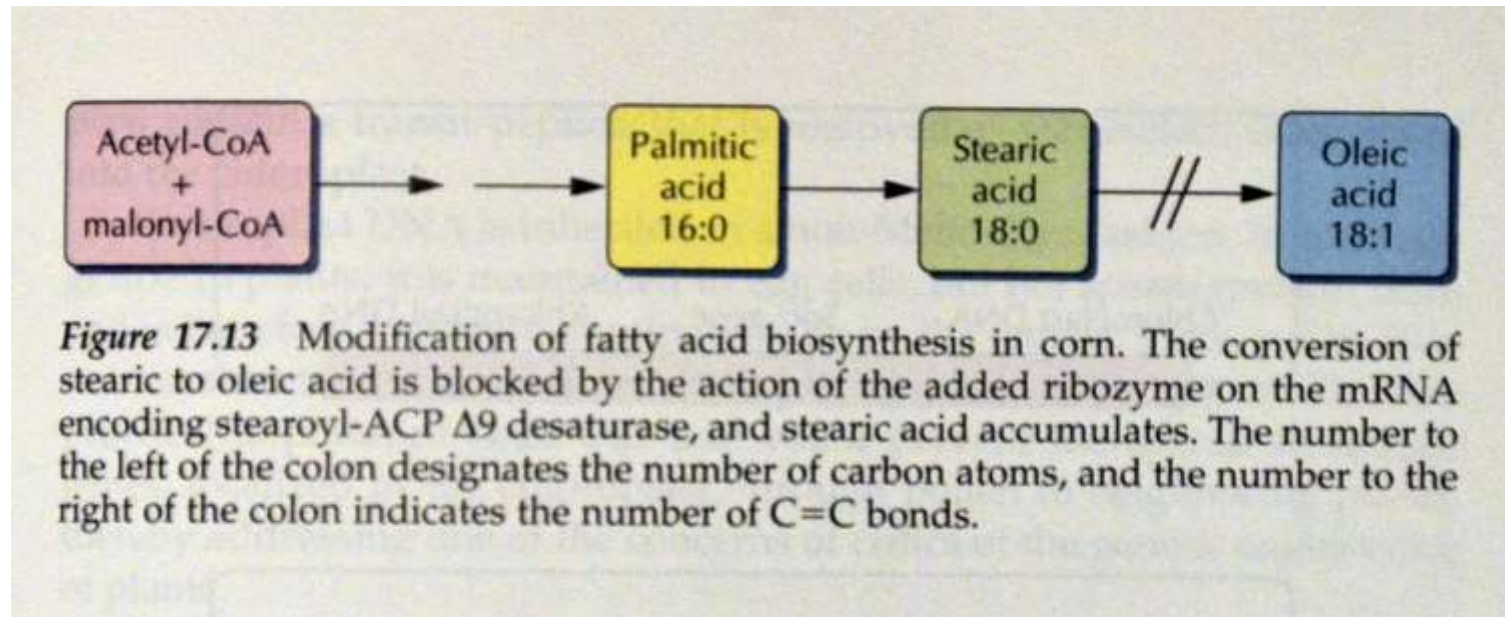 Acetyl-CoA
+
malonyl-CoA
Palmitic
acid
16:0
Stearic
acid
18:0
Oleic
acid
18:1
Figure 17.13 Modification of fatty acid biosynthesis in corn. The conversion of
stearic to oleic acid is blocked by the action of the added ribozyme on the mRNA
encoding stearoyl-ACP Δ9 desaturase, and stearic acid accumulates. The number to
the left of the colon designates the number of carbon atoms, and the number to the
right of the colon indicates the number of C=C bonds.